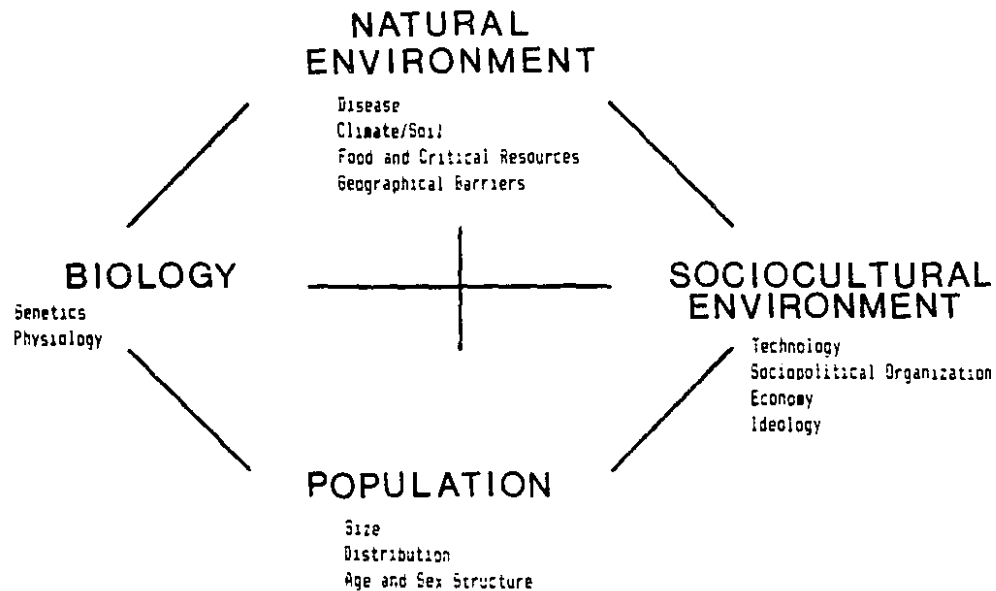 NATURAL
ENVIRONMENT
Disease
Climate/Soil
Food and Critical Resources
Geographical Barriers
BIOLOGY
Genetics
Physiology
SOCIOCULTURAL
ENVIRONMENT
Technology
Sociopolitical Organization
Economy
Ideology
POPULATION
Size
Distribution
Age and Sex Structure